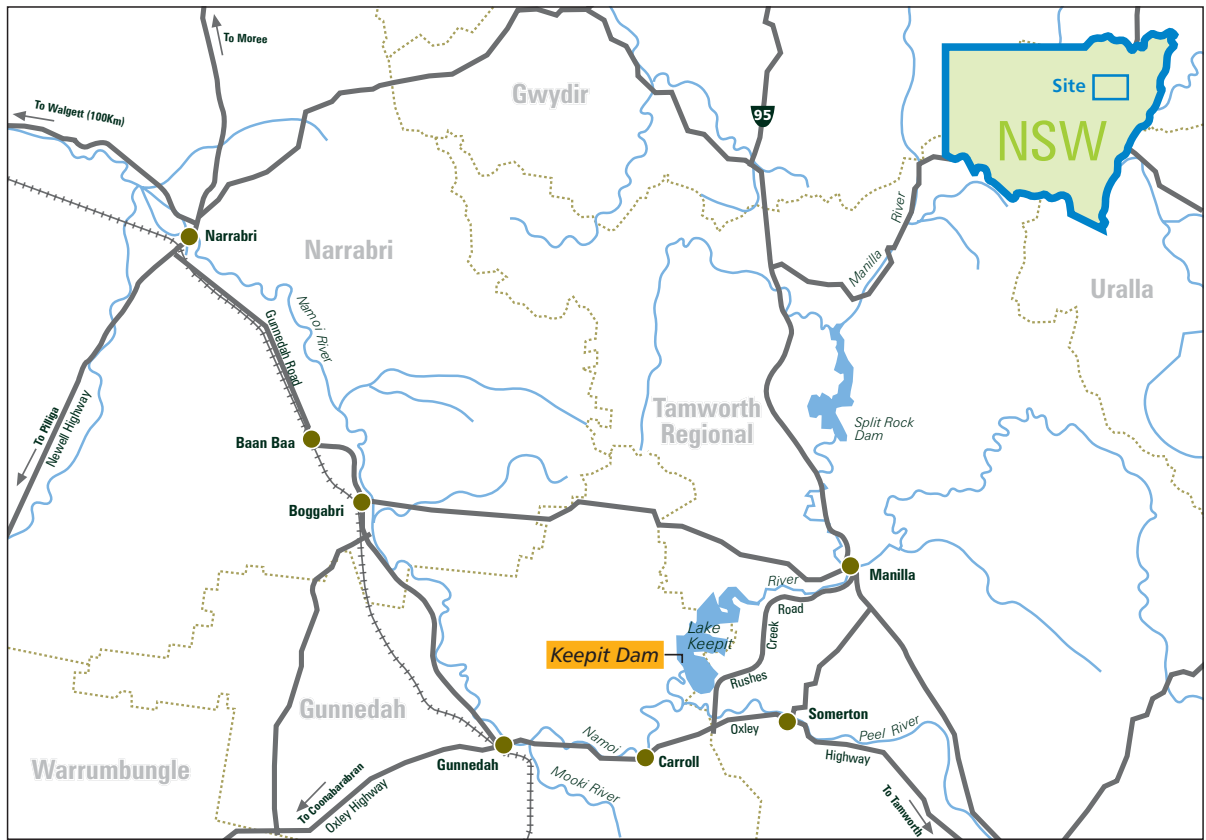 To Moree
To Walgett (100Km)
Gwydir
95
Site
NSW
Manilla
River
Narrabri
Narrabri
Uralla
Namoi River
Gunnedah Road
To Pilliga
Newell Highway
Tamworth
Regional
Split Rock
Dam
Baan Baa
Boggabri
Manilla
River
Road
Creek
Rushes
Lake
Keepit
Keepit Dam
Gunnedah
Somerton
Oxley
Peel River
Highway
Namoi
Carroll
Gunnedah
Mooki River
Warrumbungle
To Coonabarabran
Oxley Highway
To Tamworth